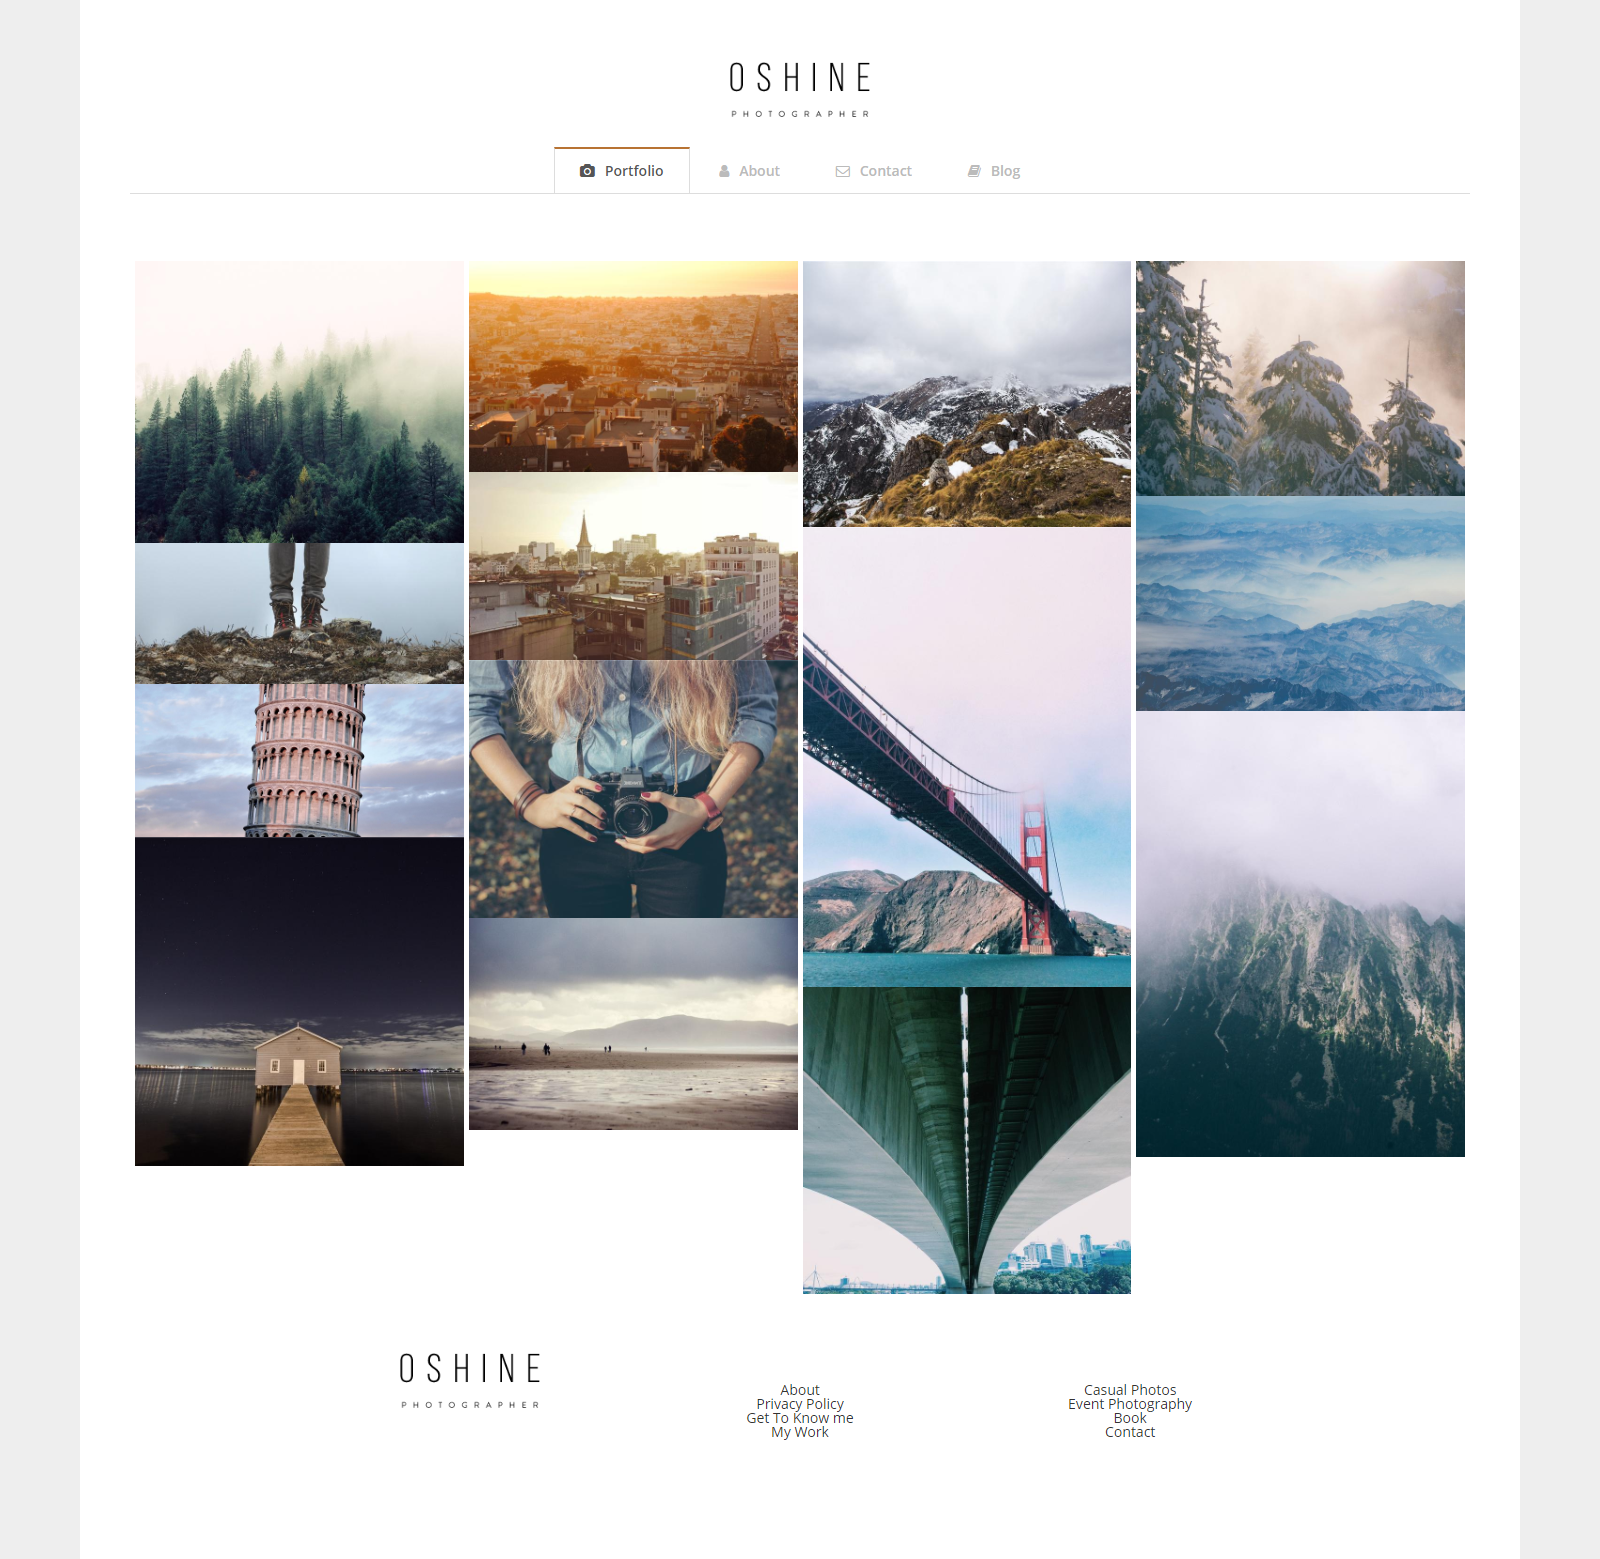 OSHINE
PHOTOGRAPHER
Portfolio About Contact Blog
OSHINE
PHOTOGRAPHER
About
Privacy Policy
Get To Know me
My Work
Casual Photos
Event Photography
Book
Contact